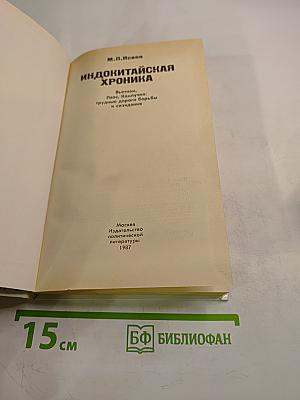 М.П.Исаев
ИНДОКИТАЙСКАЯ
ХРОНИКА
Вьетнам,
Лаос, Кампучия:
трудные дороги борьбы
и созидания
Москва
Издательство
политической
литературы
1987
15 см
БФ БИБЛИОФАН